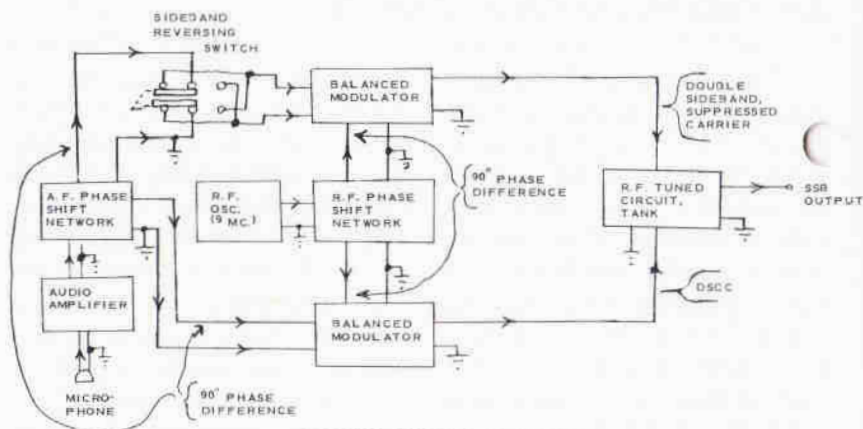 SIDEBAND
REVERSING
SWITCH
BALANCED
MODULATOR
DOUBLE
SIDEBAND,
SUPPRESSED
CARRIER
90° PHASE
DIFFERENCE
A.F. PHASE
SHIFT
NETWORK
R.F.
OSC.
(9 MC.)
R.F. PHASE
SHIFT
NETWORK
R.F. TUNED
CIRCUIT,
TANK
SSB
OUTPUT
AUDIO
AMPLIFIER
BALANCED
MODULATOR
DSCC
MICRO-
PHONE
90° PHASE
DIFFERENCE